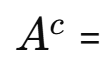 A^c =